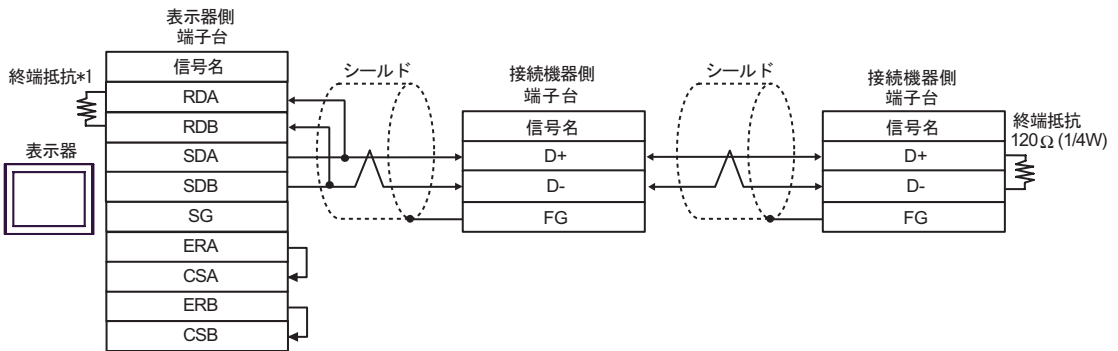 表示器側
端子台
信号名
終端抵抗*1
RDA
RDB
SDA
SDB
SG
ERA
CSA
ERB
CSB
表示器
シールド
接続機器側
端子台
信号名
D+
D-
FG
シールド
接続機器側
端子台
信号名
D+
D-
FG
終端抵抗
120Ω (1/4W)